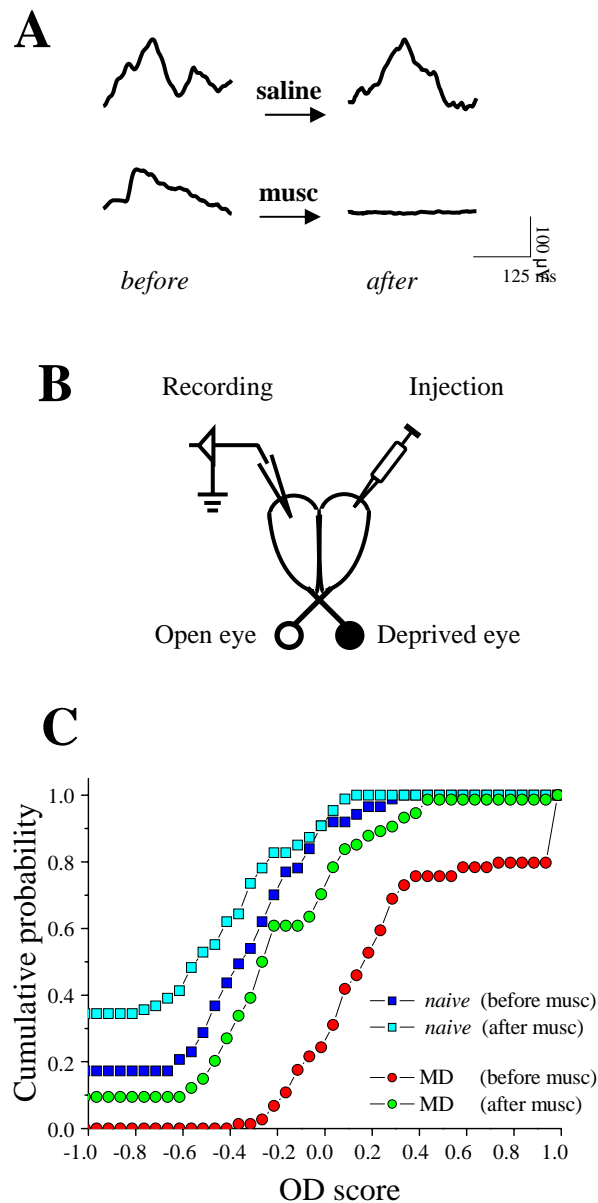 A
saline
musc
before
after
100 μV
125 ms
B
Recording
Injection
Open eye
Deprived eye
C
Cumulative probability
1.0
0.8
0.6
0.4
0.2
0.0
naive (before musc)
naive (after musc)
MD (before musc)
MD (after musc)
-1.0 -0.8 -0.6 -0.4 -0.2 0.0 0.2 0.4 0.6 0.8 1.0
OD score